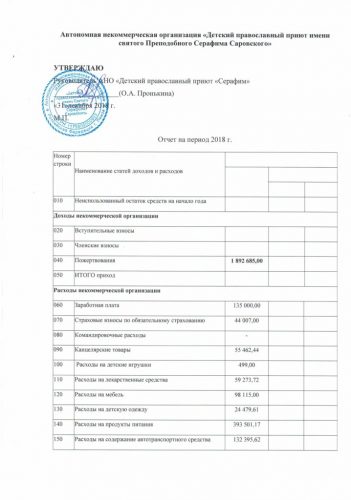 Автономная некоммерческая организация «Детский православный приют имени
святого Преподобного Серафима Саровского»
УТВЕРЖДАЮ
Руководитель АНО «Детский православный приют «Серафим»
(О.А. Пронькина)
«31» декабря 2018 г.
М.П.
Отчет на период 2018 г.
Номер строки Наименование статей доходов и расходов
010 Неиспользованный остаток средств на начало года
Доходы некоммерческой организации
020 Вступительные взносы
030 Членские взносы
040 Пожертвования 1 892 685,00
050 ИТОГО приход
Расходы некоммерческой организации
060 Заработная плата 135 000,00
070 Страховые взносы по обязательному страхованию 44 007,00
080 Командировочные расходы -
090 Канцелярские товары 55 462,44
100 Расходы на детские игрушки 499,00
110 Расходы на лекарственные средства 59 273,72
120 Расходы на мебель 98 115,00
130 Расходы на детскую одежду 24 479,61
140 Расходы на продукты питания 393 501,17
150 Расходы на содержание автотранспортного средства 132 395,62